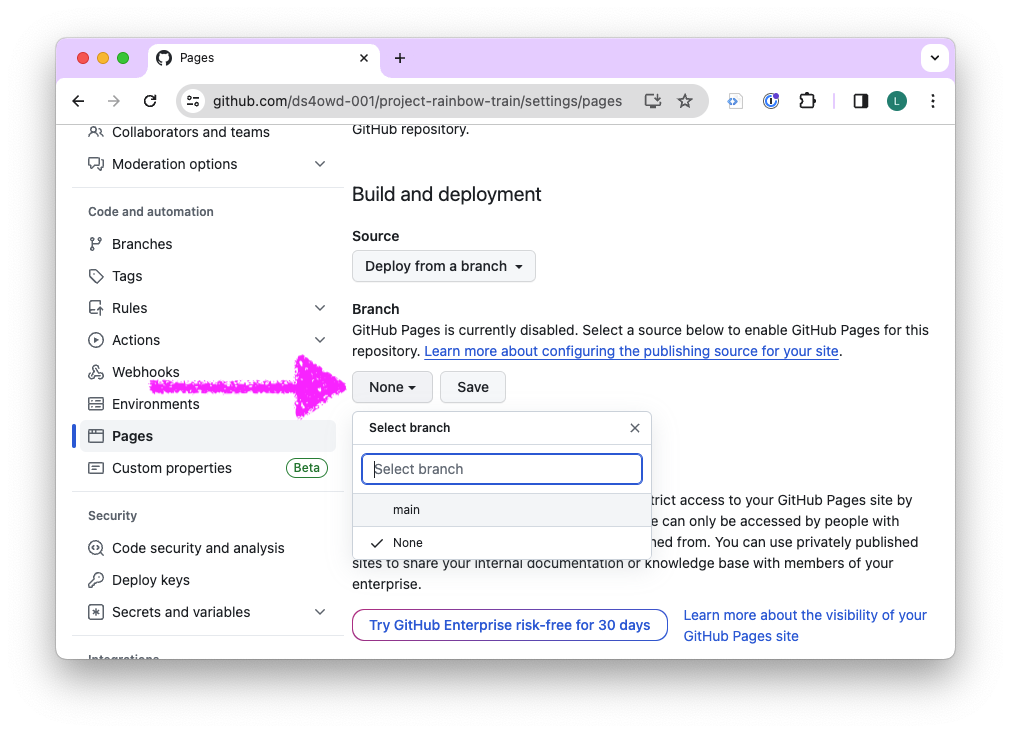 Pages
github.com/ds4owd-001/project-rainbow-train/settings/pages
L
Collaborators and teams
Moderation options
Code and automation
Branches
Tags
Rules
Actions
Webhooks
Environments
Pages
Custom properties
Beta
Security
Code security and analysis
Deploy keys
Secrets and variables
Integrations
GitHub repository.
Build and deployment
Source
Deploy from a branch
Branch
GitHub Pages is currently disabled. Select a source below to enable GitHub Pages for this
repository. Learn more about configuring the publishing source for your site.
None
Save
Select branch
Select branch
main
None
trict access to your GitHub Pages site by
e can only be accessed by people with
hed from. You can use privately published
sites to share your internal documentation or knowledge base with members of your
enterprise.
Try GitHub Enterprise risk-free for 30 days
Learn more about the visibility of your
GitHub Pages site